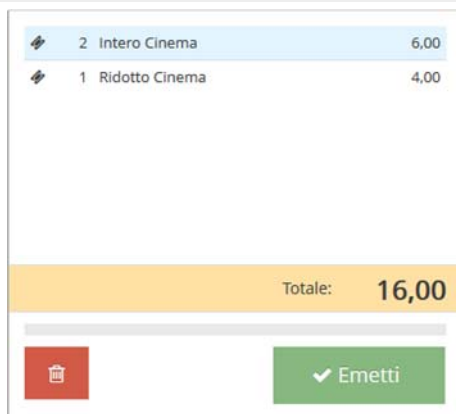 2 Intero Cinema 6,00
1 Ridotto Cinema 4,00
Totale: 16,00
Emetti